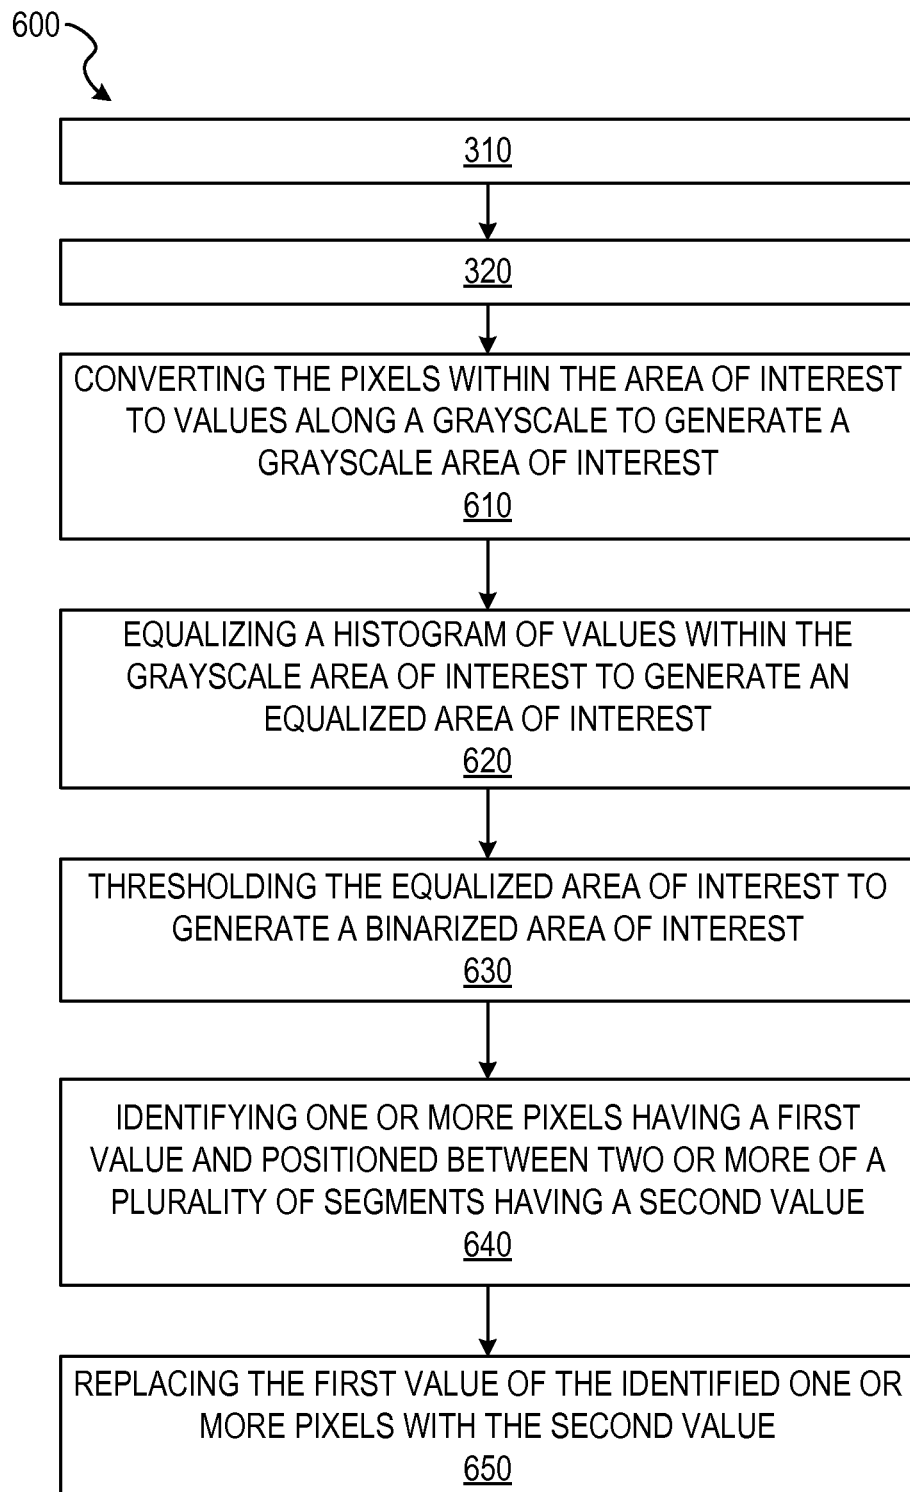 600
310
320
CONVERTING THE PIXELS WITHIN THE AREA OF INTEREST
TO VALUES ALONG A GRAYSCALE TO GENERATE A
GRAYSCALE AREA OF INTEREST
610
EQUALIZING A HISTOGRAM OF VALUES WITHIN THE
GRAYSCALE AREA OF INTEREST TO GENERATE AN
EQUALIZED AREA OF INTEREST
620
THRESHOLDING THE EQUALIZED AREA OF INTEREST TO
GENERATE A BINARIZED AREA OF INTEREST
630
IDENTIFYING ONE OR MORE PIXELS HAVING A FIRST
VALUE AND POSITIONED BETWEEN TWO OR MORE OF A
PLURALITY OF SEGMENTS HAVING A SECOND VALUE
640
REPLACING THE FIRST VALUE OF THE IDENTIFIED ONE OR
MORE PIXELS WITH THE SECOND VALUE
650